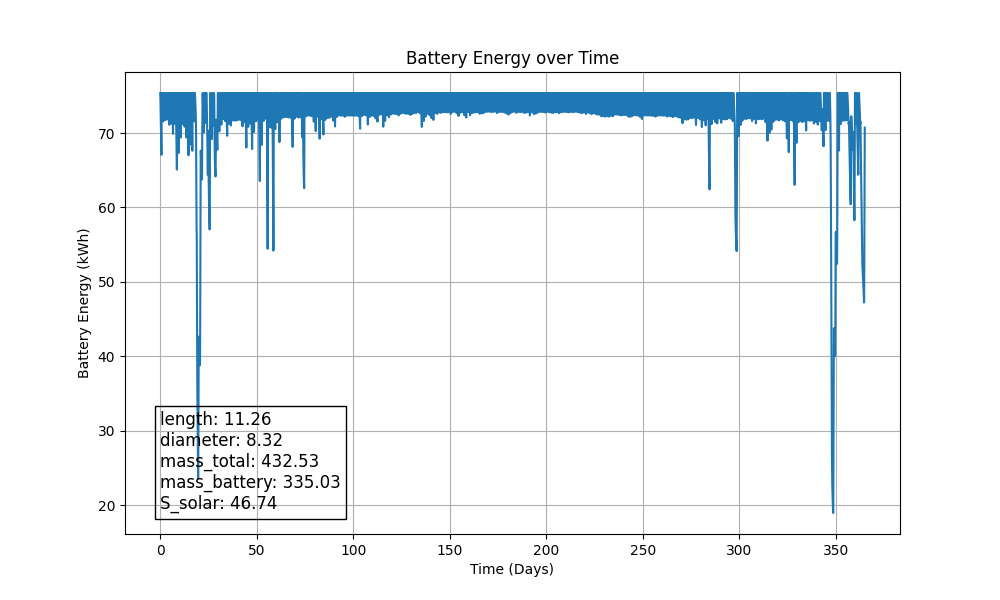 Battery Energy over Time
Battery Energy (kWh)
70
60
50
40
30
20
length: 11.26
diameter: 8.32
mass_total: 432.53
mass_battery: 335.03
S_solar: 46.74
0 50 100 150 200 250 300 350
Time (Days)